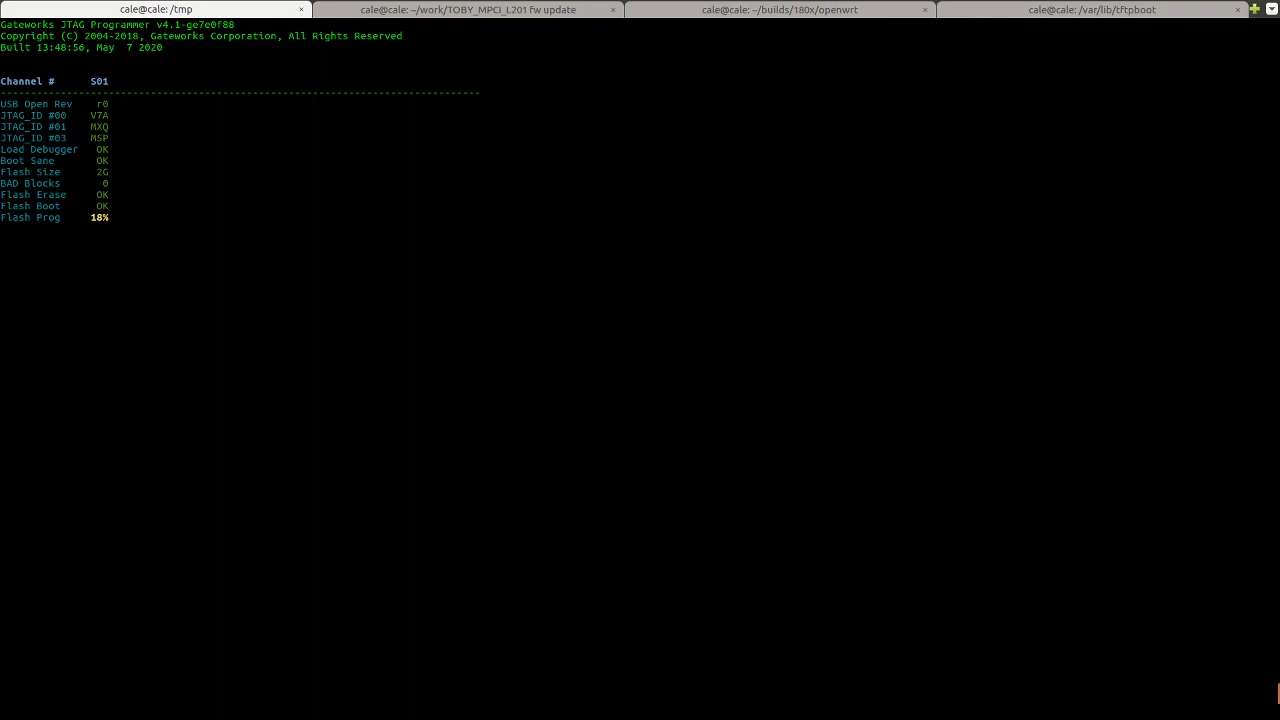 cale@cale: /tmp × cale@cale: ~/work/TOBY_MPCI_L201 fw update × cale@cale: ~/builds/180x/openwrt × cale@cale: /var/lib/tftpboot ×
Gateworks JTAG Programmer v4.1-ge7e0f88
Copyright (C) 2004-2018, Gateworks Corporation, All Rights Reserved
Built 13:48:56, May  7 2020
Channel #      S01
--------------------------------------------------------------------------------
USB Open Rev    r0
JTAG_ID #00    V7A
JTAG_ID #01    MXQ
JTAG_ID #03    MSP
Load Debugger   OK
Boot Sane       OK
Flash Size      2G
BAD Blocks       0
Flash Erase     OK
Flash Boot      OK
Flash Prog     18%